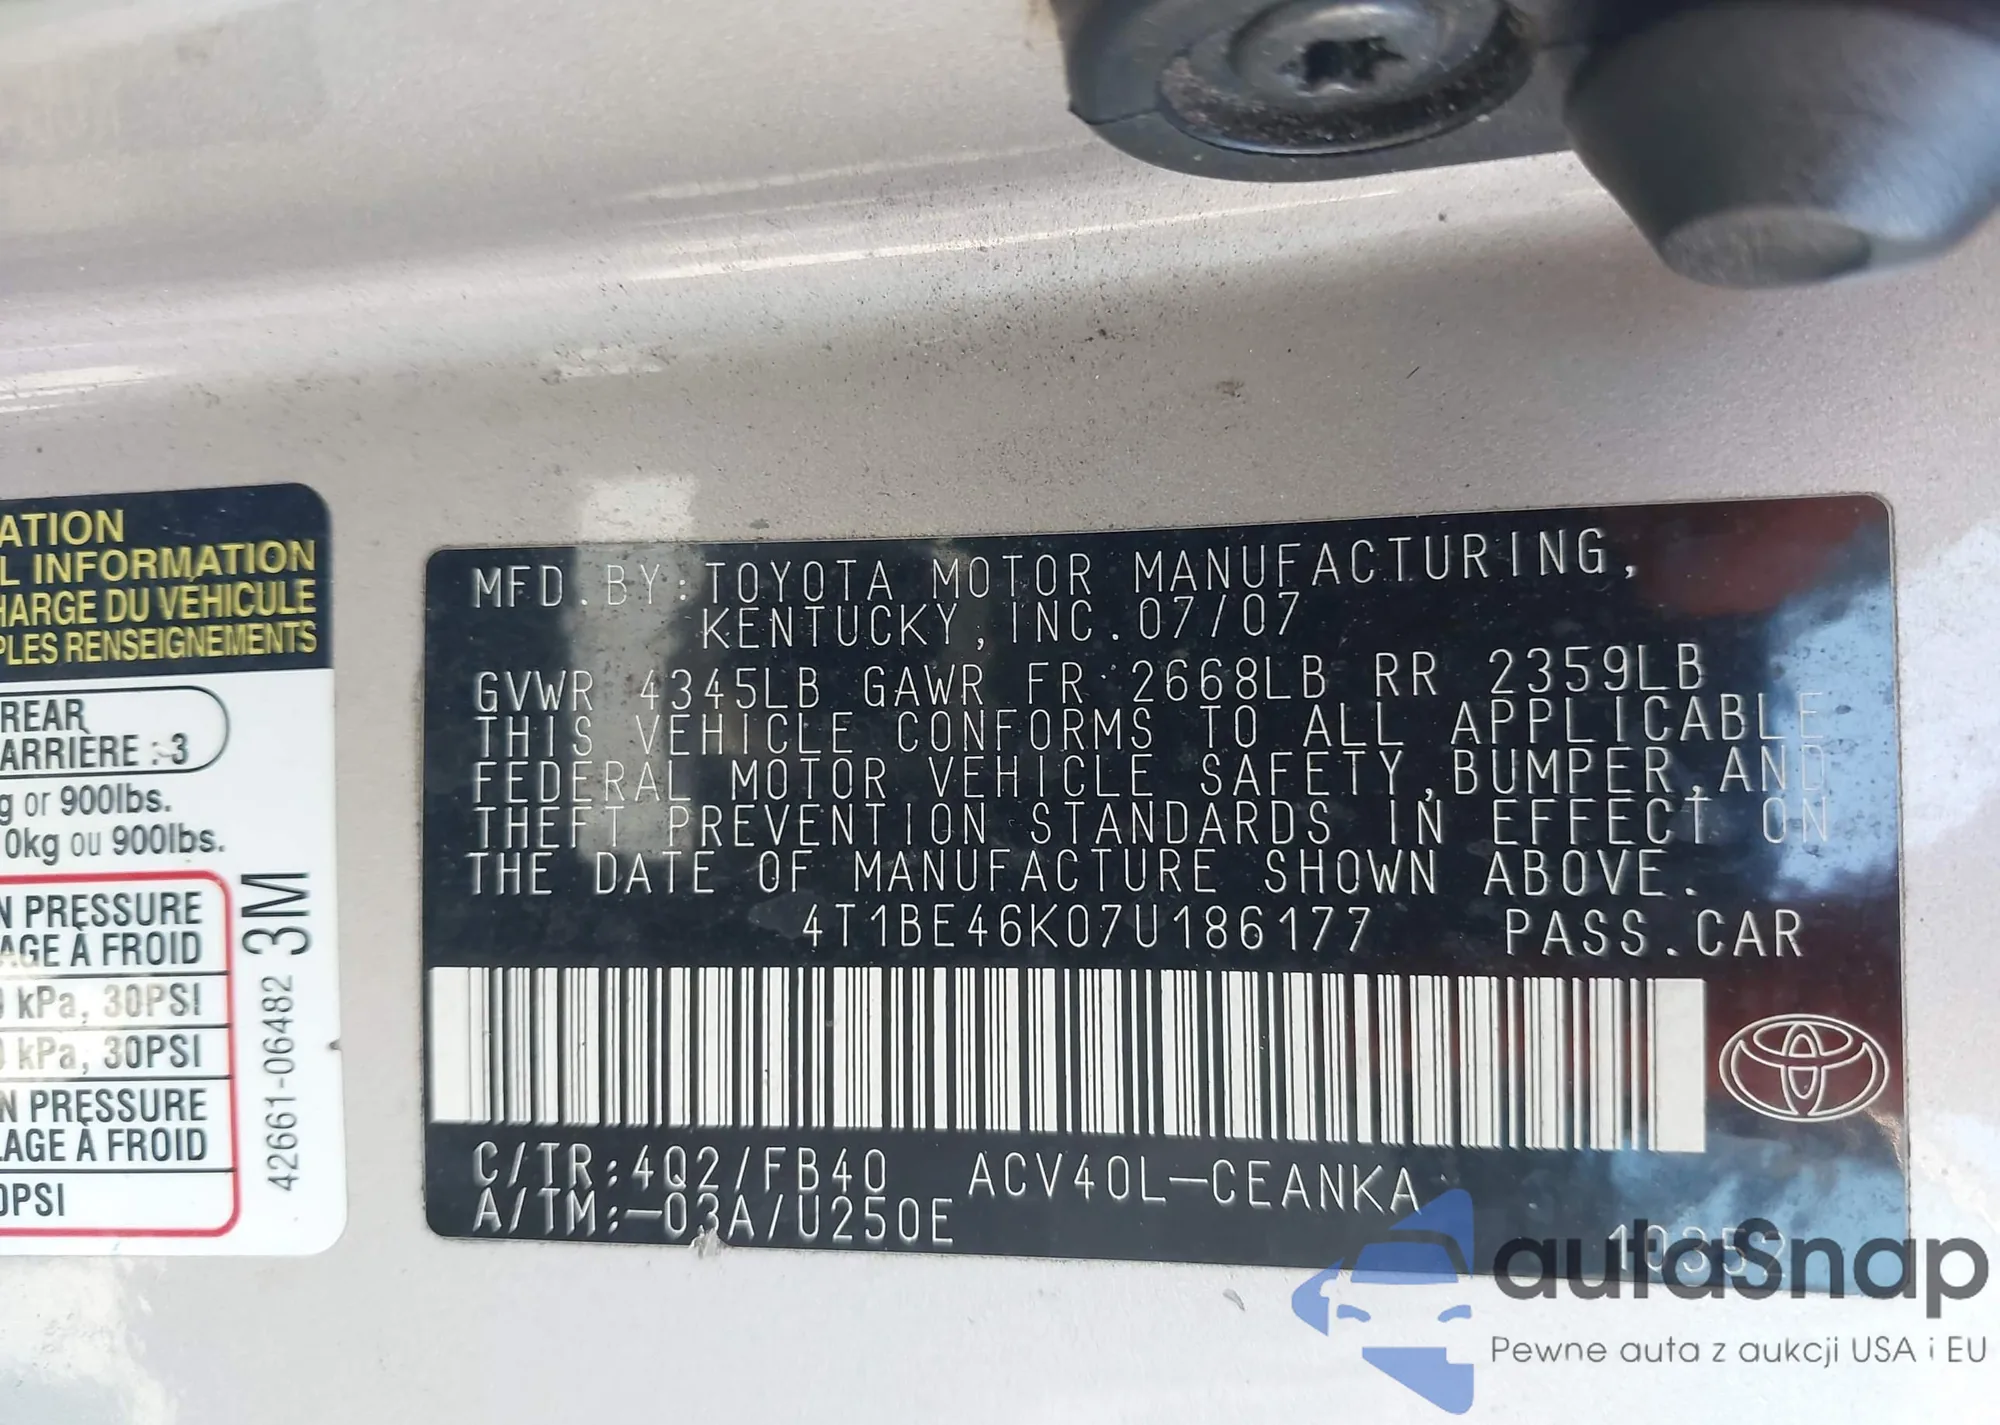 ATION
L INFORMATION
HARGE DU VÉHICULE
PLES RENSEIGNEMENTS
REAR
ARRIÈRE : 3
g or 900lbs.
0kg ou 900lbs.
N PRESSURE
AGE À FROID
kPa, 30PSI
kPa, 30PSI
N PRESSURE
LAGE À FROID
0PSI
42661-06482 3M
MFD. BY: TOYOTA MOTOR MANUFACTURING,
KENTUCKY, INC. 07/07
GVWR 4345LB GAWR FR 2668LB RR 2359LB
THIS VEHICLE CONFORMS TO ALL APPLICABLE
FEDERAL MOTOR VEHICLE SAFETY, BUMPER, AND
THEFT PREVENTION STANDARDS IN EFFECT ON
THE DATE OF MANUFACTURE SHOWN ABOVE.
4T1BE46K07U186177 PASS.CAR
C/TR:4Q2/FB40 ACV40L-CEANKA
A/TM:-03A/U250E
autaSnap
Pewne auta z aukcji USA i EU